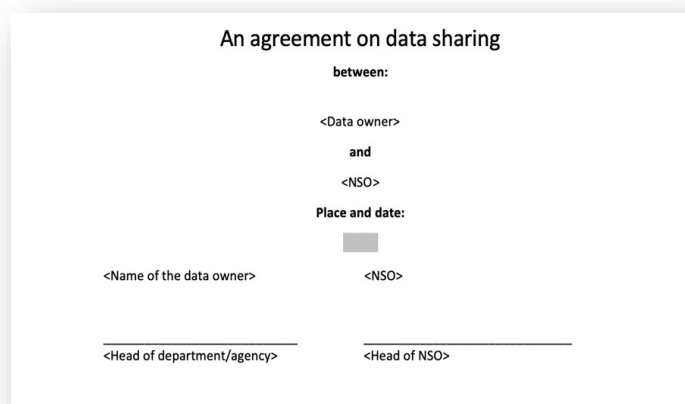 An agreement on data sharing
between:
<Data owner>
and
<NSO>
Place and date:
<Name of the data owner> <NSO>
<Head of department/agency> <Head of NSO>